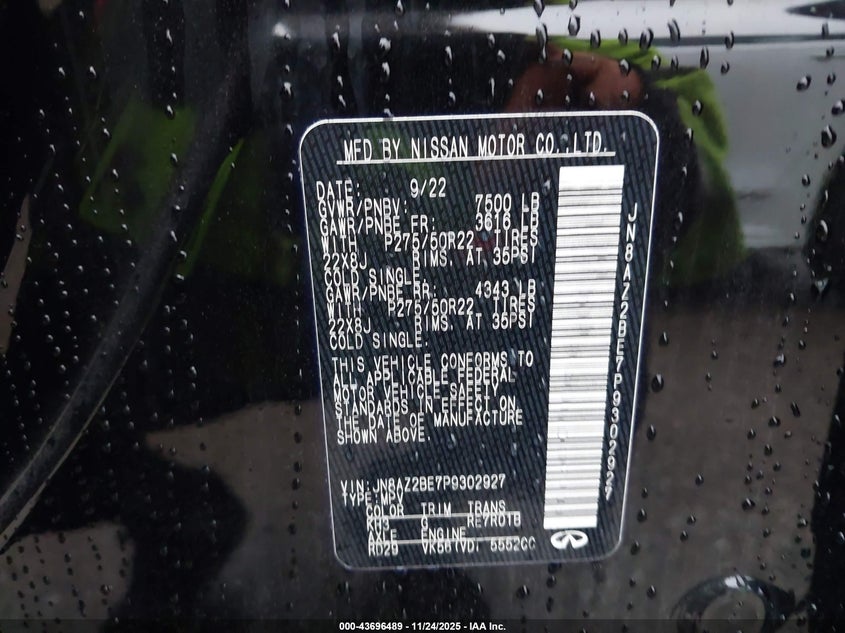 MFD BY NISSAN MOTOR CO.,LTD.
DATE: 9/22
GVWR/PNBV: 7500 LB
GAWR/PNBE FR: 3616 LB
WITH P275/50R22 TIRES
22X8J RIMS. AT 35PSI
COLD SINGLE.
GAWR/PNBE RR: 4343 LB
WITH P275/50R22 TIRES
22X8J RIMS. AT 35PSI
COLD SINGLE.
THIS VEHICLE CONFORMS TO
ALL APPLICABLE FEDERAL
MOTOR VEHICLE SAFETY
STANDARDS IN EFFECT ON
THE DATE OF MANUFACTURE
SHOWN ABOVE.
VIN:JN8AZ2BE7P9302927
TYPE:MPV
COLOR TRIM TRANS
KH3 G RE7R01B
AXLE ENGINE
RD29 VK56(VD) 5552CC
JN8AZ2BE7P9302927
000-43696489 - 11/24/2025 - IAA Inc.